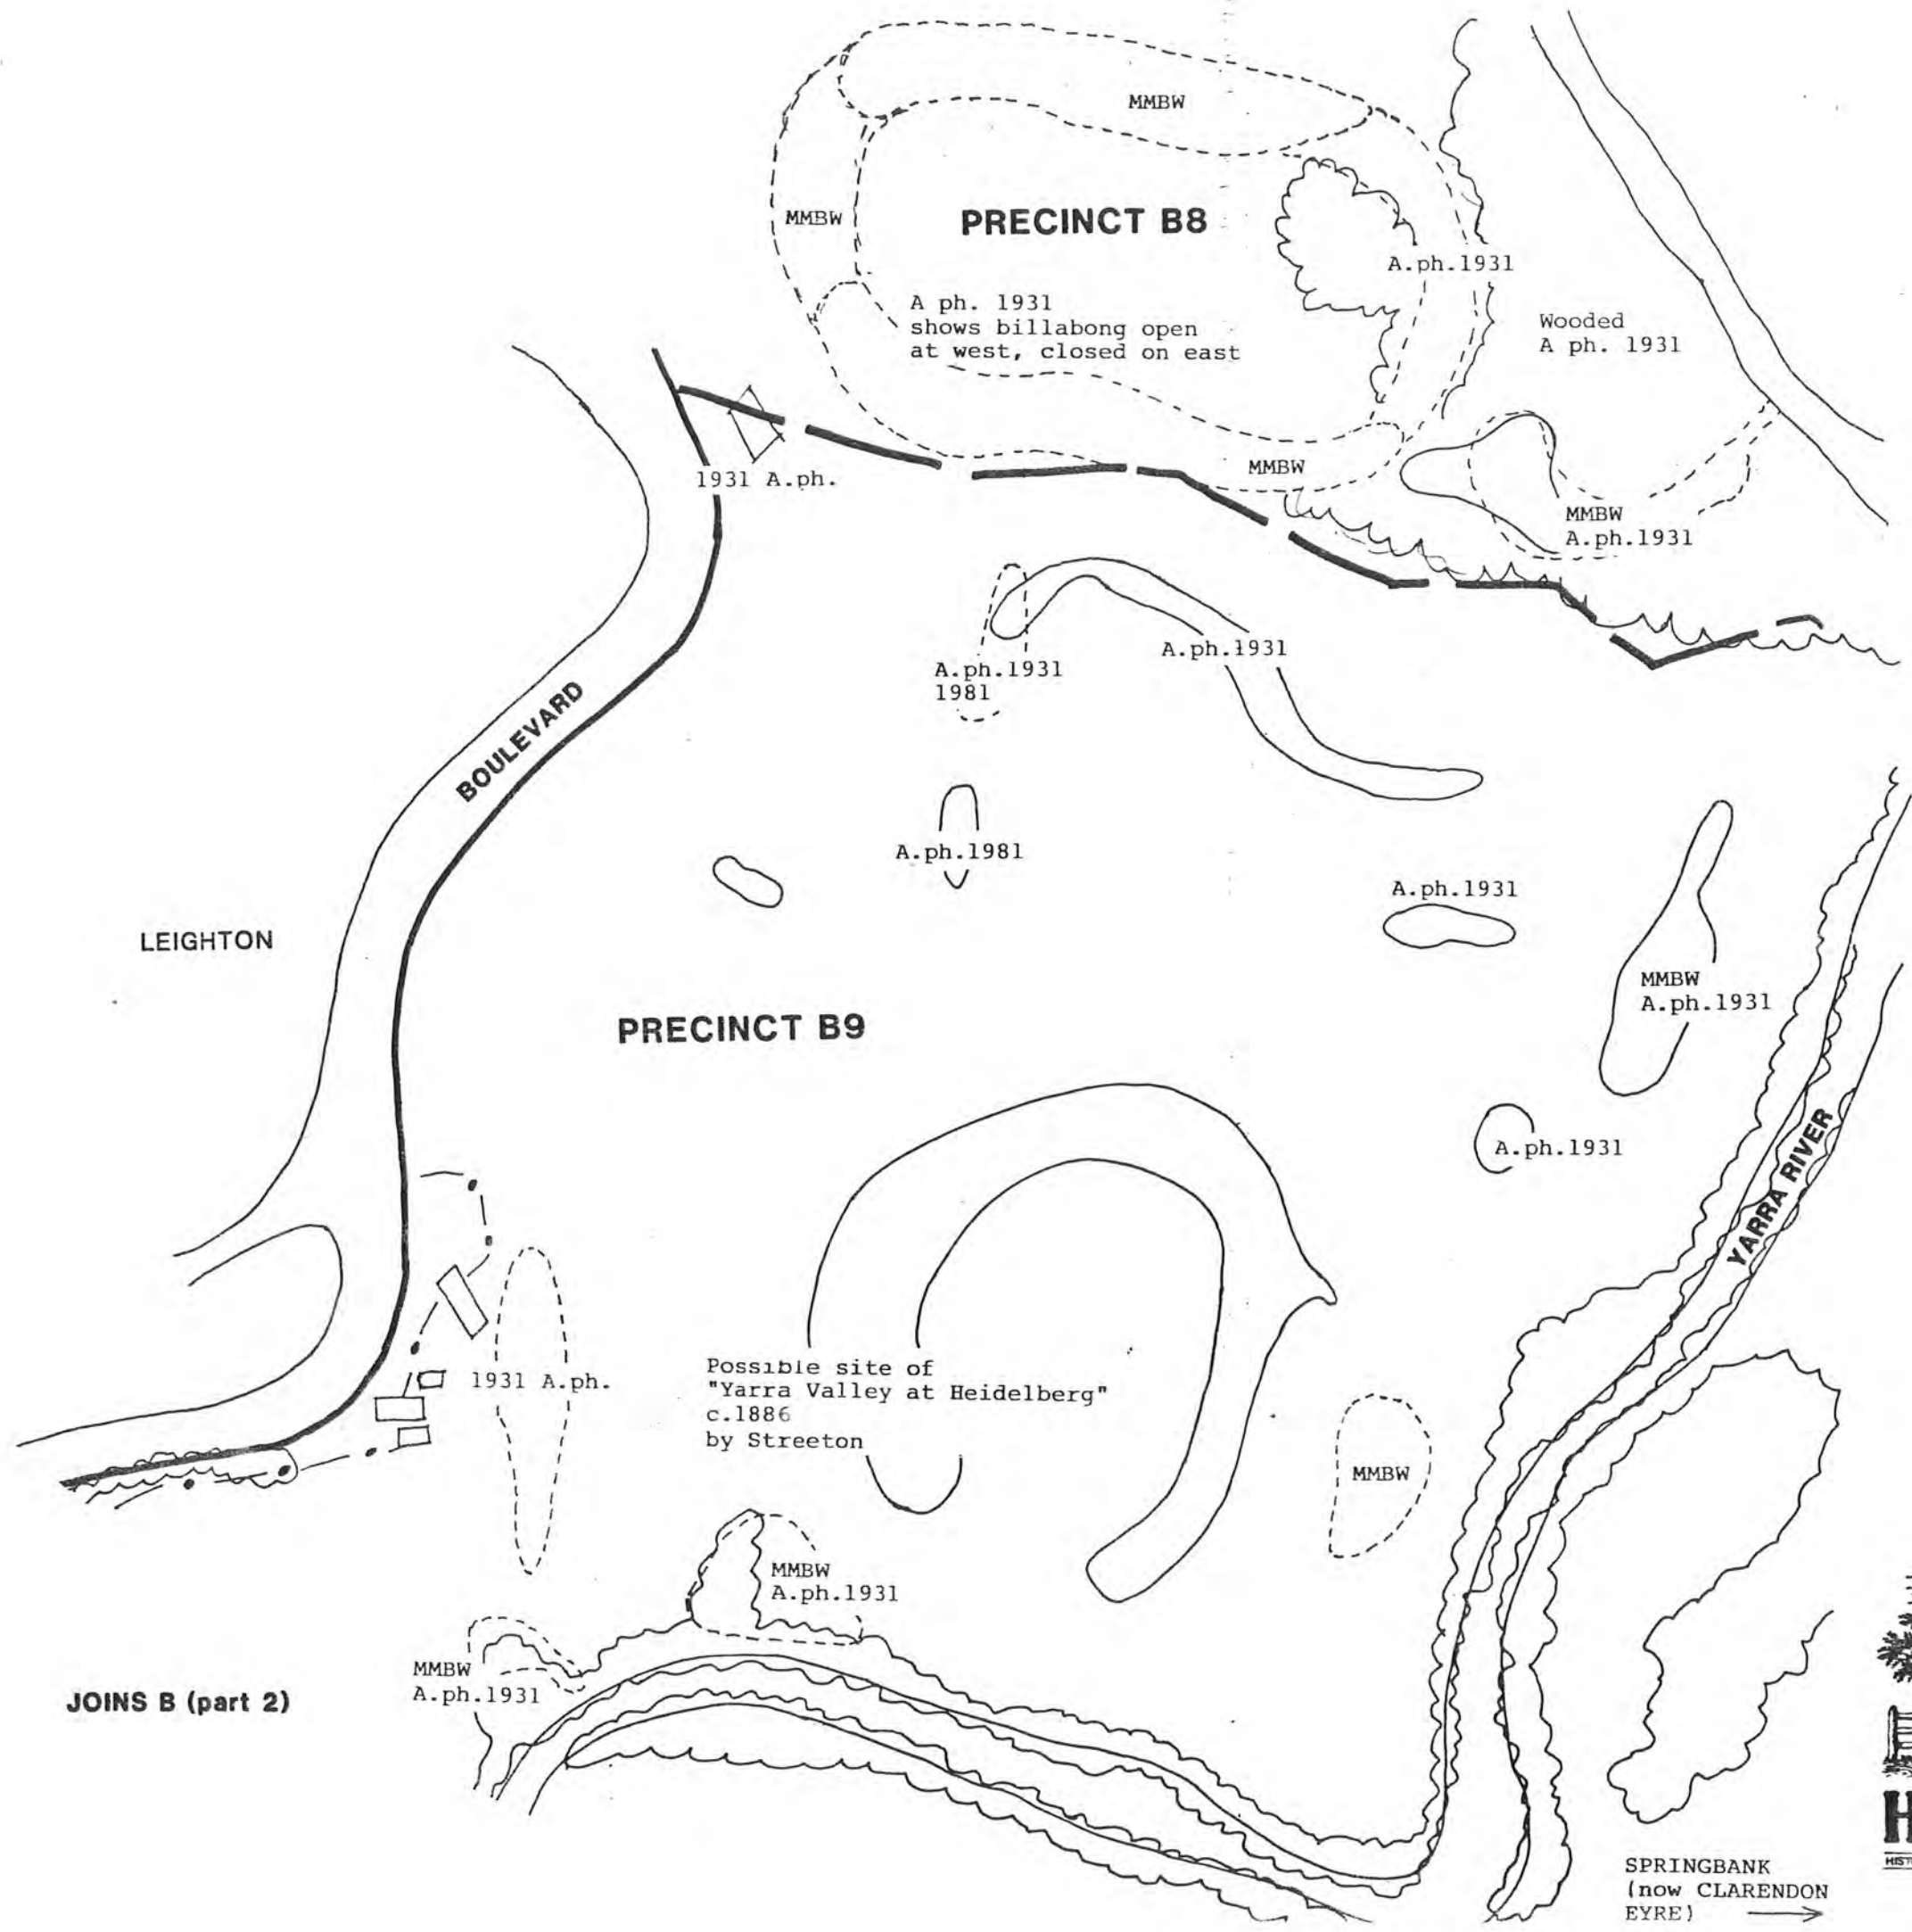 MMBW
MMBW
PRECINCT B8
A.ph.1931
A ph. 1931
shows billabong open
at west, closed on east
Wooded
A ph. 1931
1931 A.ph.
MMBW
MMBW
A.ph.1931
A.ph.1931
1981
A.ph.1931
BOULEVARD
A.ph.1981
A.ph.1931
LEIGHTON
MMBW
A.ph.1931
PRECINCT B9
A.ph.1931
YARRA RIVER
1931 A.ph.
Possible site of
"Yarra Valley at Heidelberg"
c.1886
by Streeton
MMBW
MMBW
A.ph.1931
MMBW
A.ph.1931
JOINS B (part 2)
H
HIST
SPRINGBANK
(now CLARENDON
EYRE)